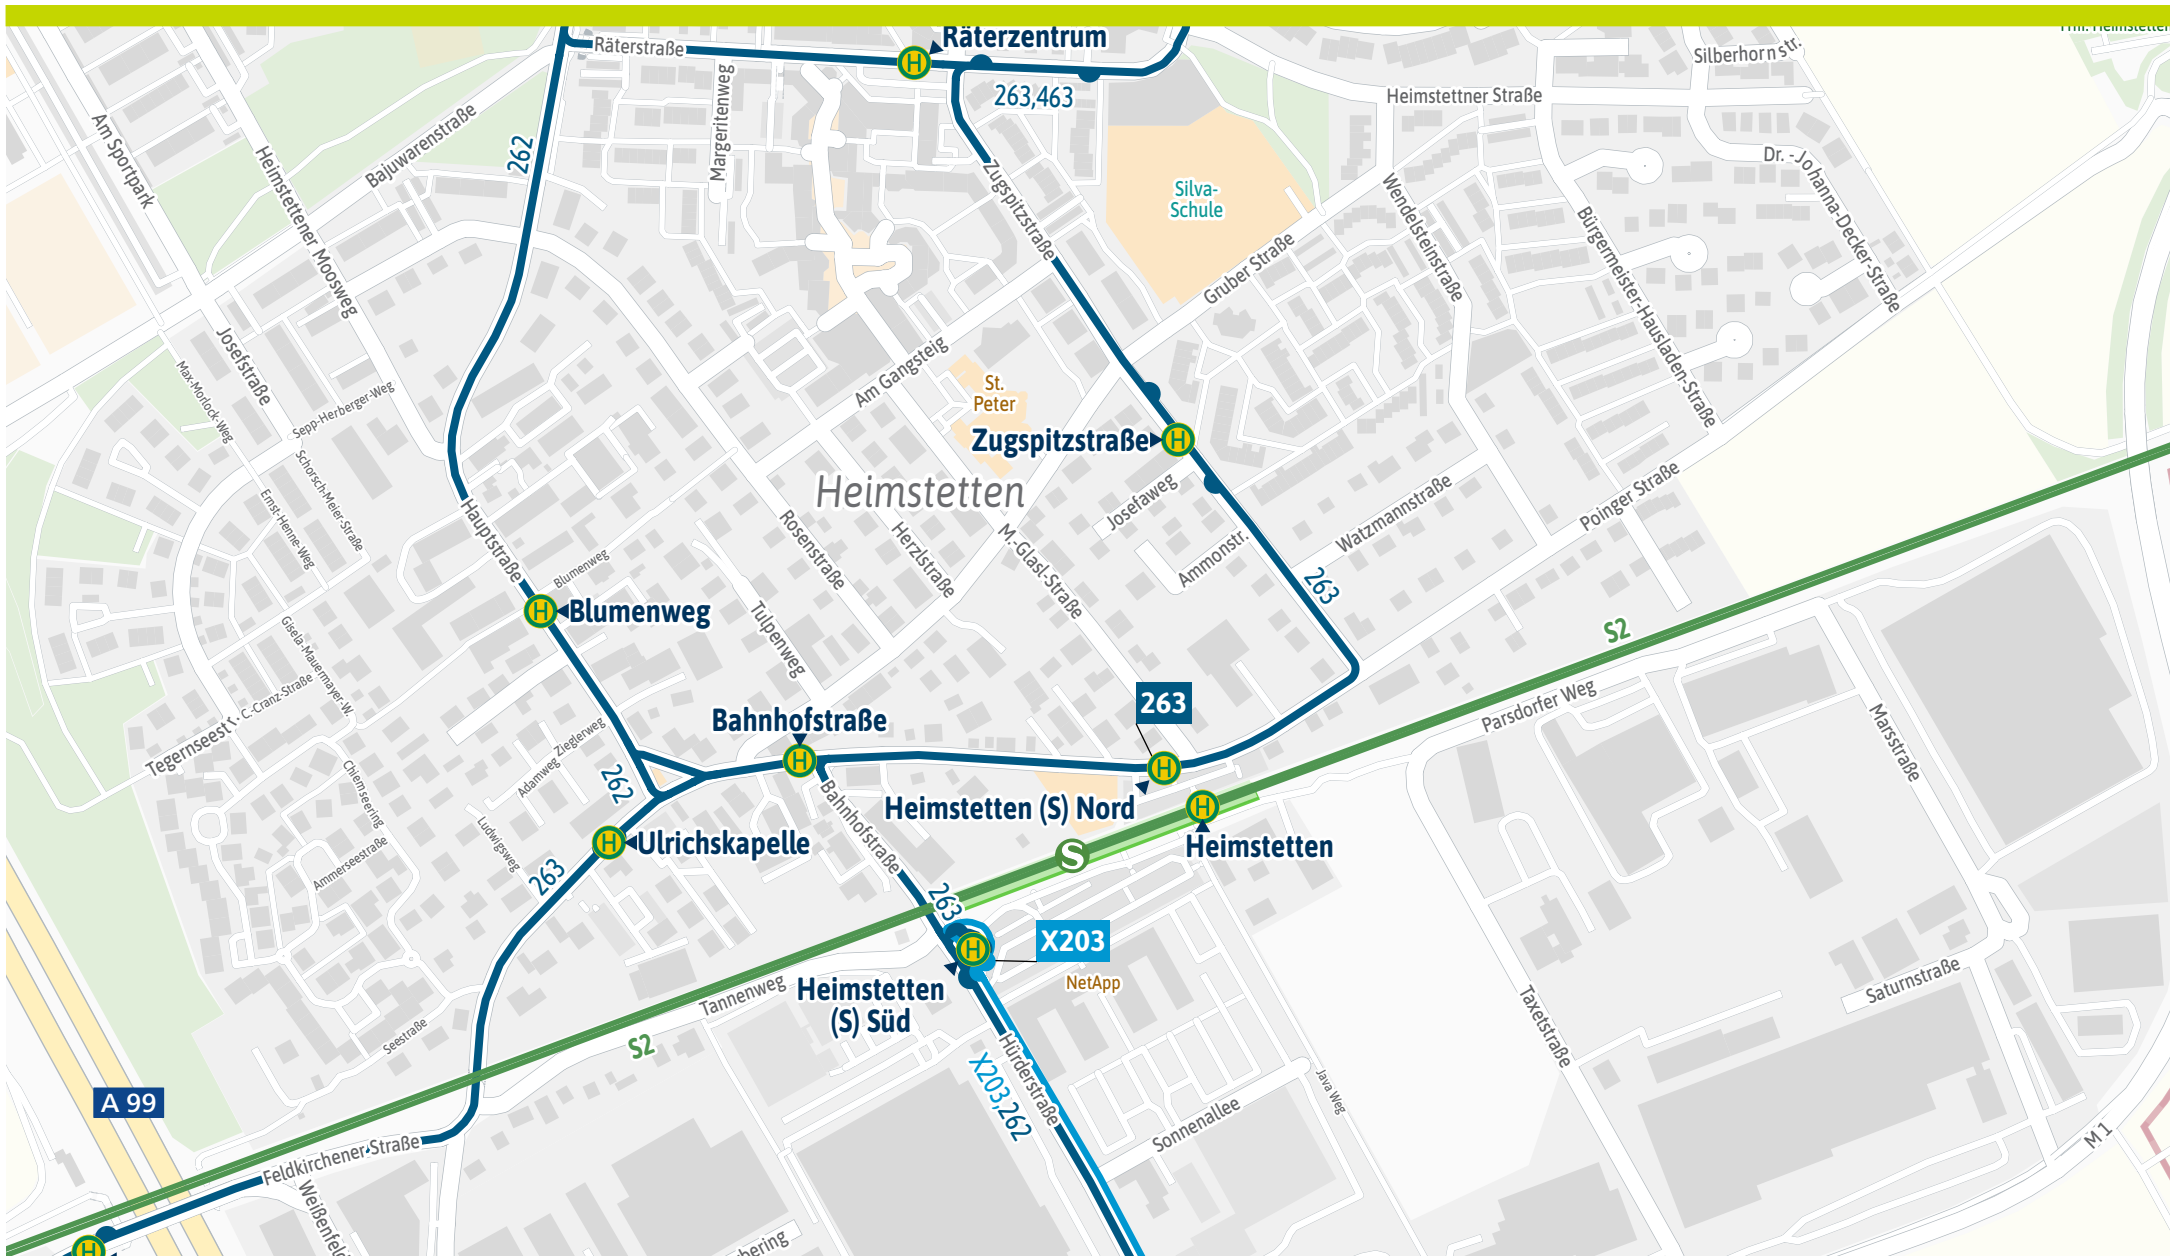 Räterstraße
Räterzentrum
263,463
Silberhornstr.
Heimstettner Straße
Am Sportpark
Heimstettener Moosweg
Bajuwarenstraße
262
Margeritenweg
Zugspitzstraße
Silva-
Schule
Gruber Straße
Wendelsteinstraße
Bürgermeister-Hausladen-Straße
Dr.-Johanna-Decker-Straße
Josefstraße
Max-Morlock-Weg
Sepp-Herberger-Weg
Schorsch-Meier-Straße
Ernst-Henne-Weg
Am Gangsteig
St.
Peter
Zugspitzstraße
Heimstetten
Josefaweg
Ammonstr.
Watzmannstraße
Poinger Straße
Hauptstraße
Blumenweg
Blumenweg
Rosenstraße
Herzlstraße
M.-Glasl-Straße
Tulpenweg
263
S2
Gisela-Mauermayer-W.
C.-Cranz-Straße
Tegernseestr.
Zieglerweg
Adamweg
Ludwigsweg
Chiemseering
Ammerseestraße
Seestraße
262
Bahnhofstraße
263
Heimstetten (S) Nord
Heimstetten
S
Parsdorfer Weg
Marsstraße
Ulrichskapelle
263
Bahnhofstraße
263
X203
NetApp
Heimstetten
(S) Süd
Tannenweg
S2
Hürderstraße
X203,262
Sonnenallee
Java Weg
Taxetstraße
Saturnstraße
M 1
A 99
Feldkirchener Straße
H
H
H
H
H
H
H
H
H